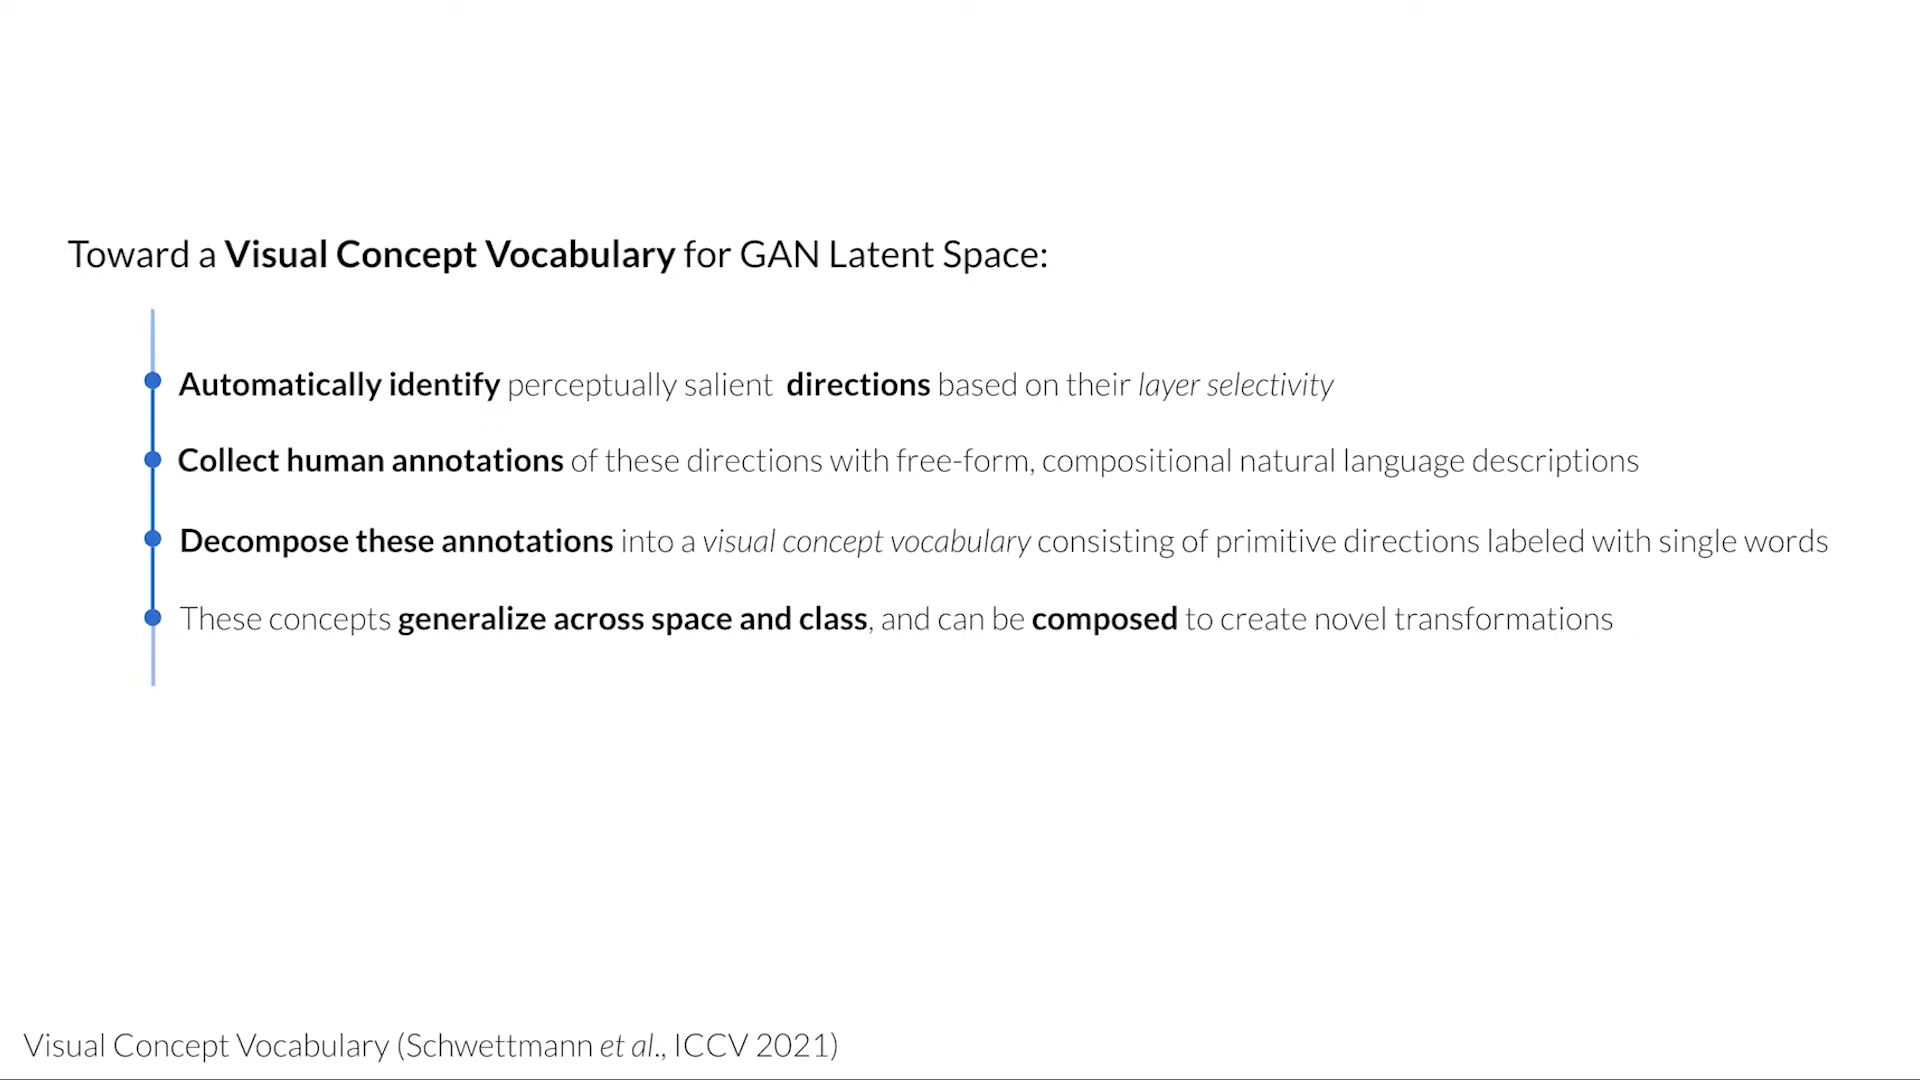 Toward a Visual Concept Vocabulary for GAN Latent Space:
Automatically identify perceptually salient directions based on their layer selectivity
Collect human annotations of these directions with free-form, compositional natural language descriptions
Decompose these annotations into a visual concept vocabulary consisting of primitive directions labeled with single words
These concepts generalize across space and class, and can be composed to create novel transformations
Visual Concept Vocabulary (Schwettmann et al., ICCV 2021)